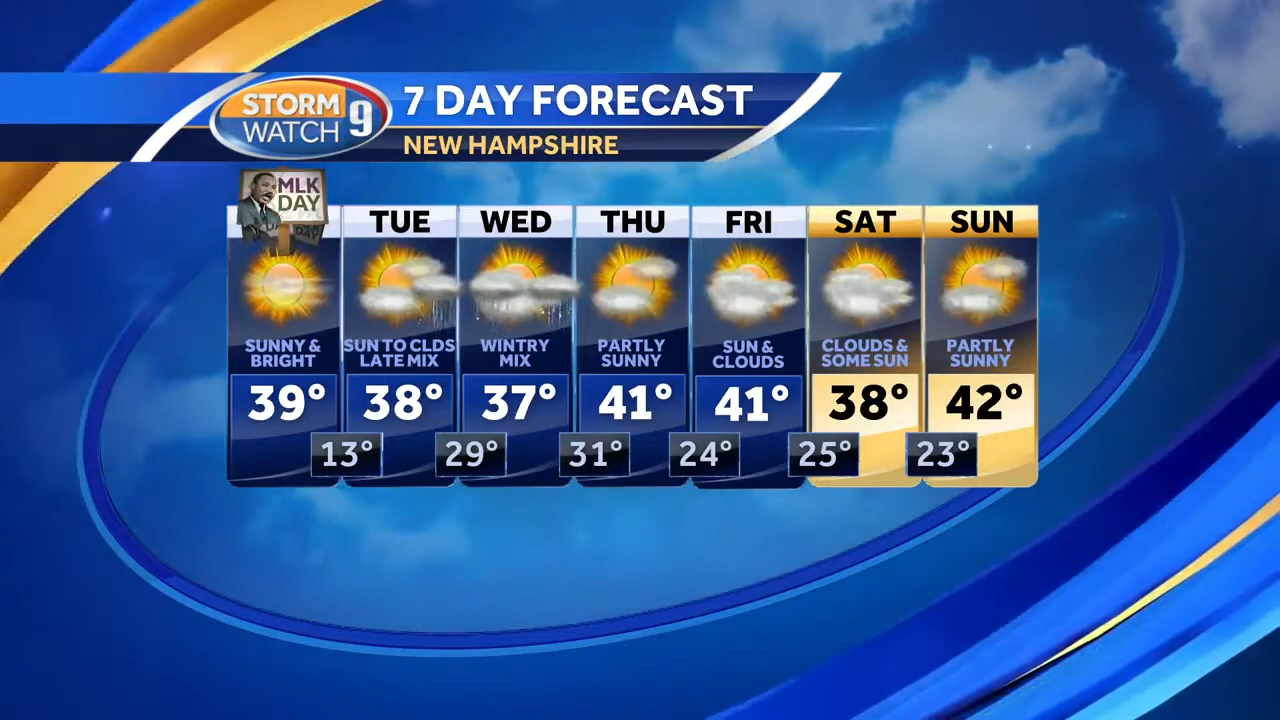 STORM
WATCH 9
7 DAY FORECAST
NEW HAMPSHIRE
MLK
DAY
TUE
WED
THU
FRI
SAT
SUN
SUNNY &
BRIGHT
SUN TO CLDS
LATE MIX
WINTRY
MIX
PARTLY
SUNNY
SUN &
CLOUDS
CLOUDS &
SOME SUN
PARTLY
SUNNY
39° 38° 37° 41° 41° 38° 42°
13° 29° 31° 24° 25° 23°